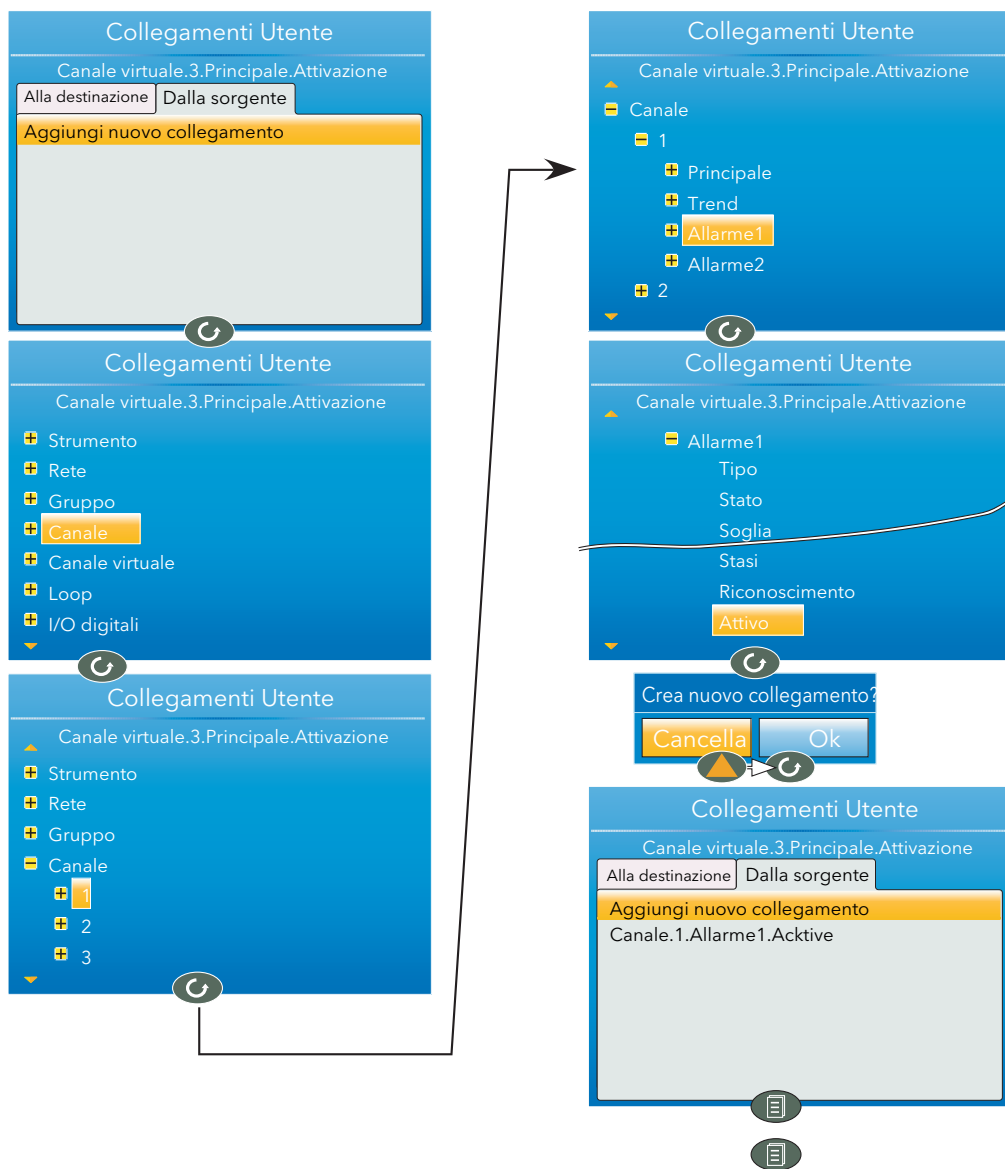 Collegamenti Utente
Canale virtuale.3.Principale.Attivazione
Alla destinazione
Dalla sorgente
Aggiungi nuovo collegamento
Collegamenti Utente
Canale virtuale.3.Principale.Attivazione
Strumento
Rete
Gruppo
Canale
Canale virtuale
Loop
I/O digitali
Collegamenti Utente
Canale virtuale.3.Principale.Attivazione
Strumento
Rete
Gruppo
Canale
1
2
3
Collegamenti Utente
Canale virtuale.3.Principale.Attivazione
Canale
1
Principale
Trend
Allarme1
Allarme2
2
Collegamenti Utente
Canale virtuale.3.Principale.Attivazione
Allarme1
Tipo
Stato
Soglia
Stasi
Riconoscimento
Attivo
Crea nuovo collegamento?
Cancella
Ok
Collegamenti Utente
Canale virtuale.3.Principale.Attivazione
Alla destinazione
Dalla sorgente
Aggiungi nuovo collegamento
Canale.1.Allarme1.Acktive